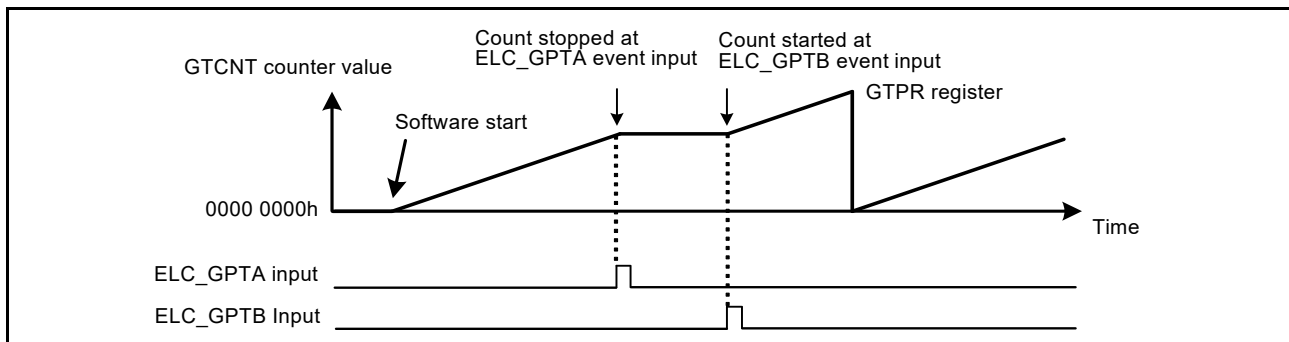 Count stopped at
ELC_GPTA event input
Count started at
ELC_GPTB event input
GTCNT counter value
GTPR register
Software start
0000 0000h
Time
ELC_GPTA input
ELC_GPTB Input